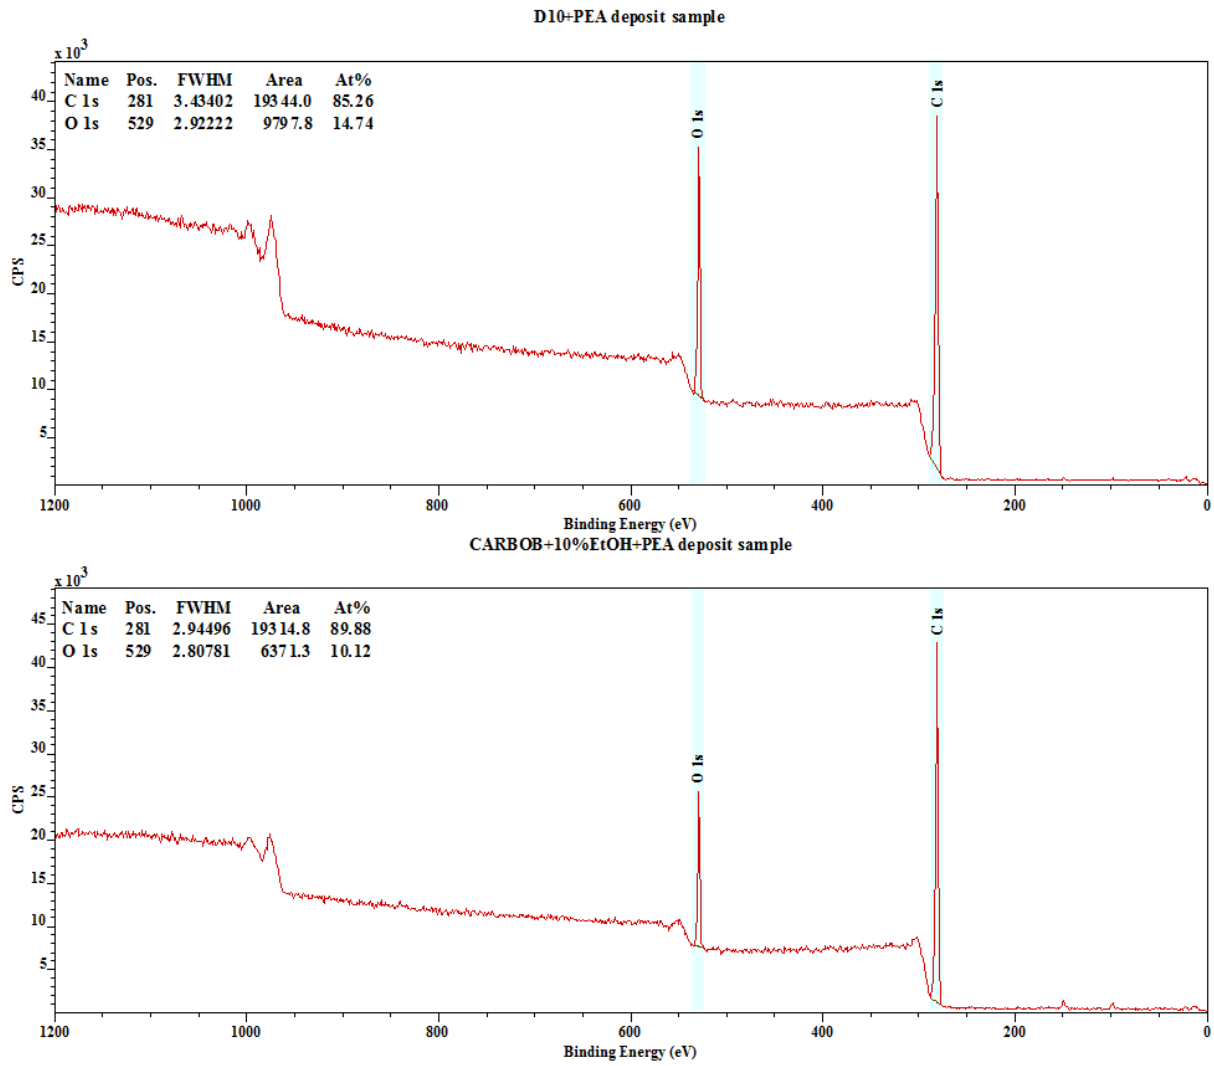 D10+PEA deposit sample
x 10^3
Name Pos. FWHM Area At%
C 1s 281 3.43402 19344.0 85.26
O 1s 529 2.92222 9797.8 14.74
O 1s
C 1s
40
35
30
25
20
15
10
5
CPS
1200 1000 800 600 400 200 0
Binding Energy (eV)
CARBOB+10%EtOH+PEA deposit sample
x 10^3
Name Pos. FWHM Area At%
C 1s 281 2.94496 19314.8 89.88
O 1s 529 2.80781 6371.3 10.12
O 1s
C 1s
45
40
35
30
25
20
15
10
5
CPS
1200 1000 800 600 400 200 0
Binding Energy (eV)